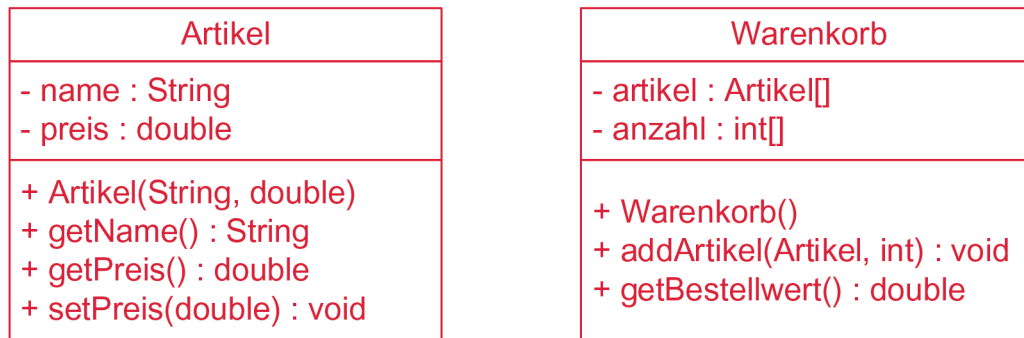 Artikel
- name : String
- preis : double
+ Artikel(String, double)
+ getName() : String
+ getPreis() : double
+ setPreis(double) : void
Warenkorb
- artikel : Artikel[]
- anzahl : int[]
+ Warenkorb()
+ addArtikel(Artikel, int) : void
+ getBestellwert() : double